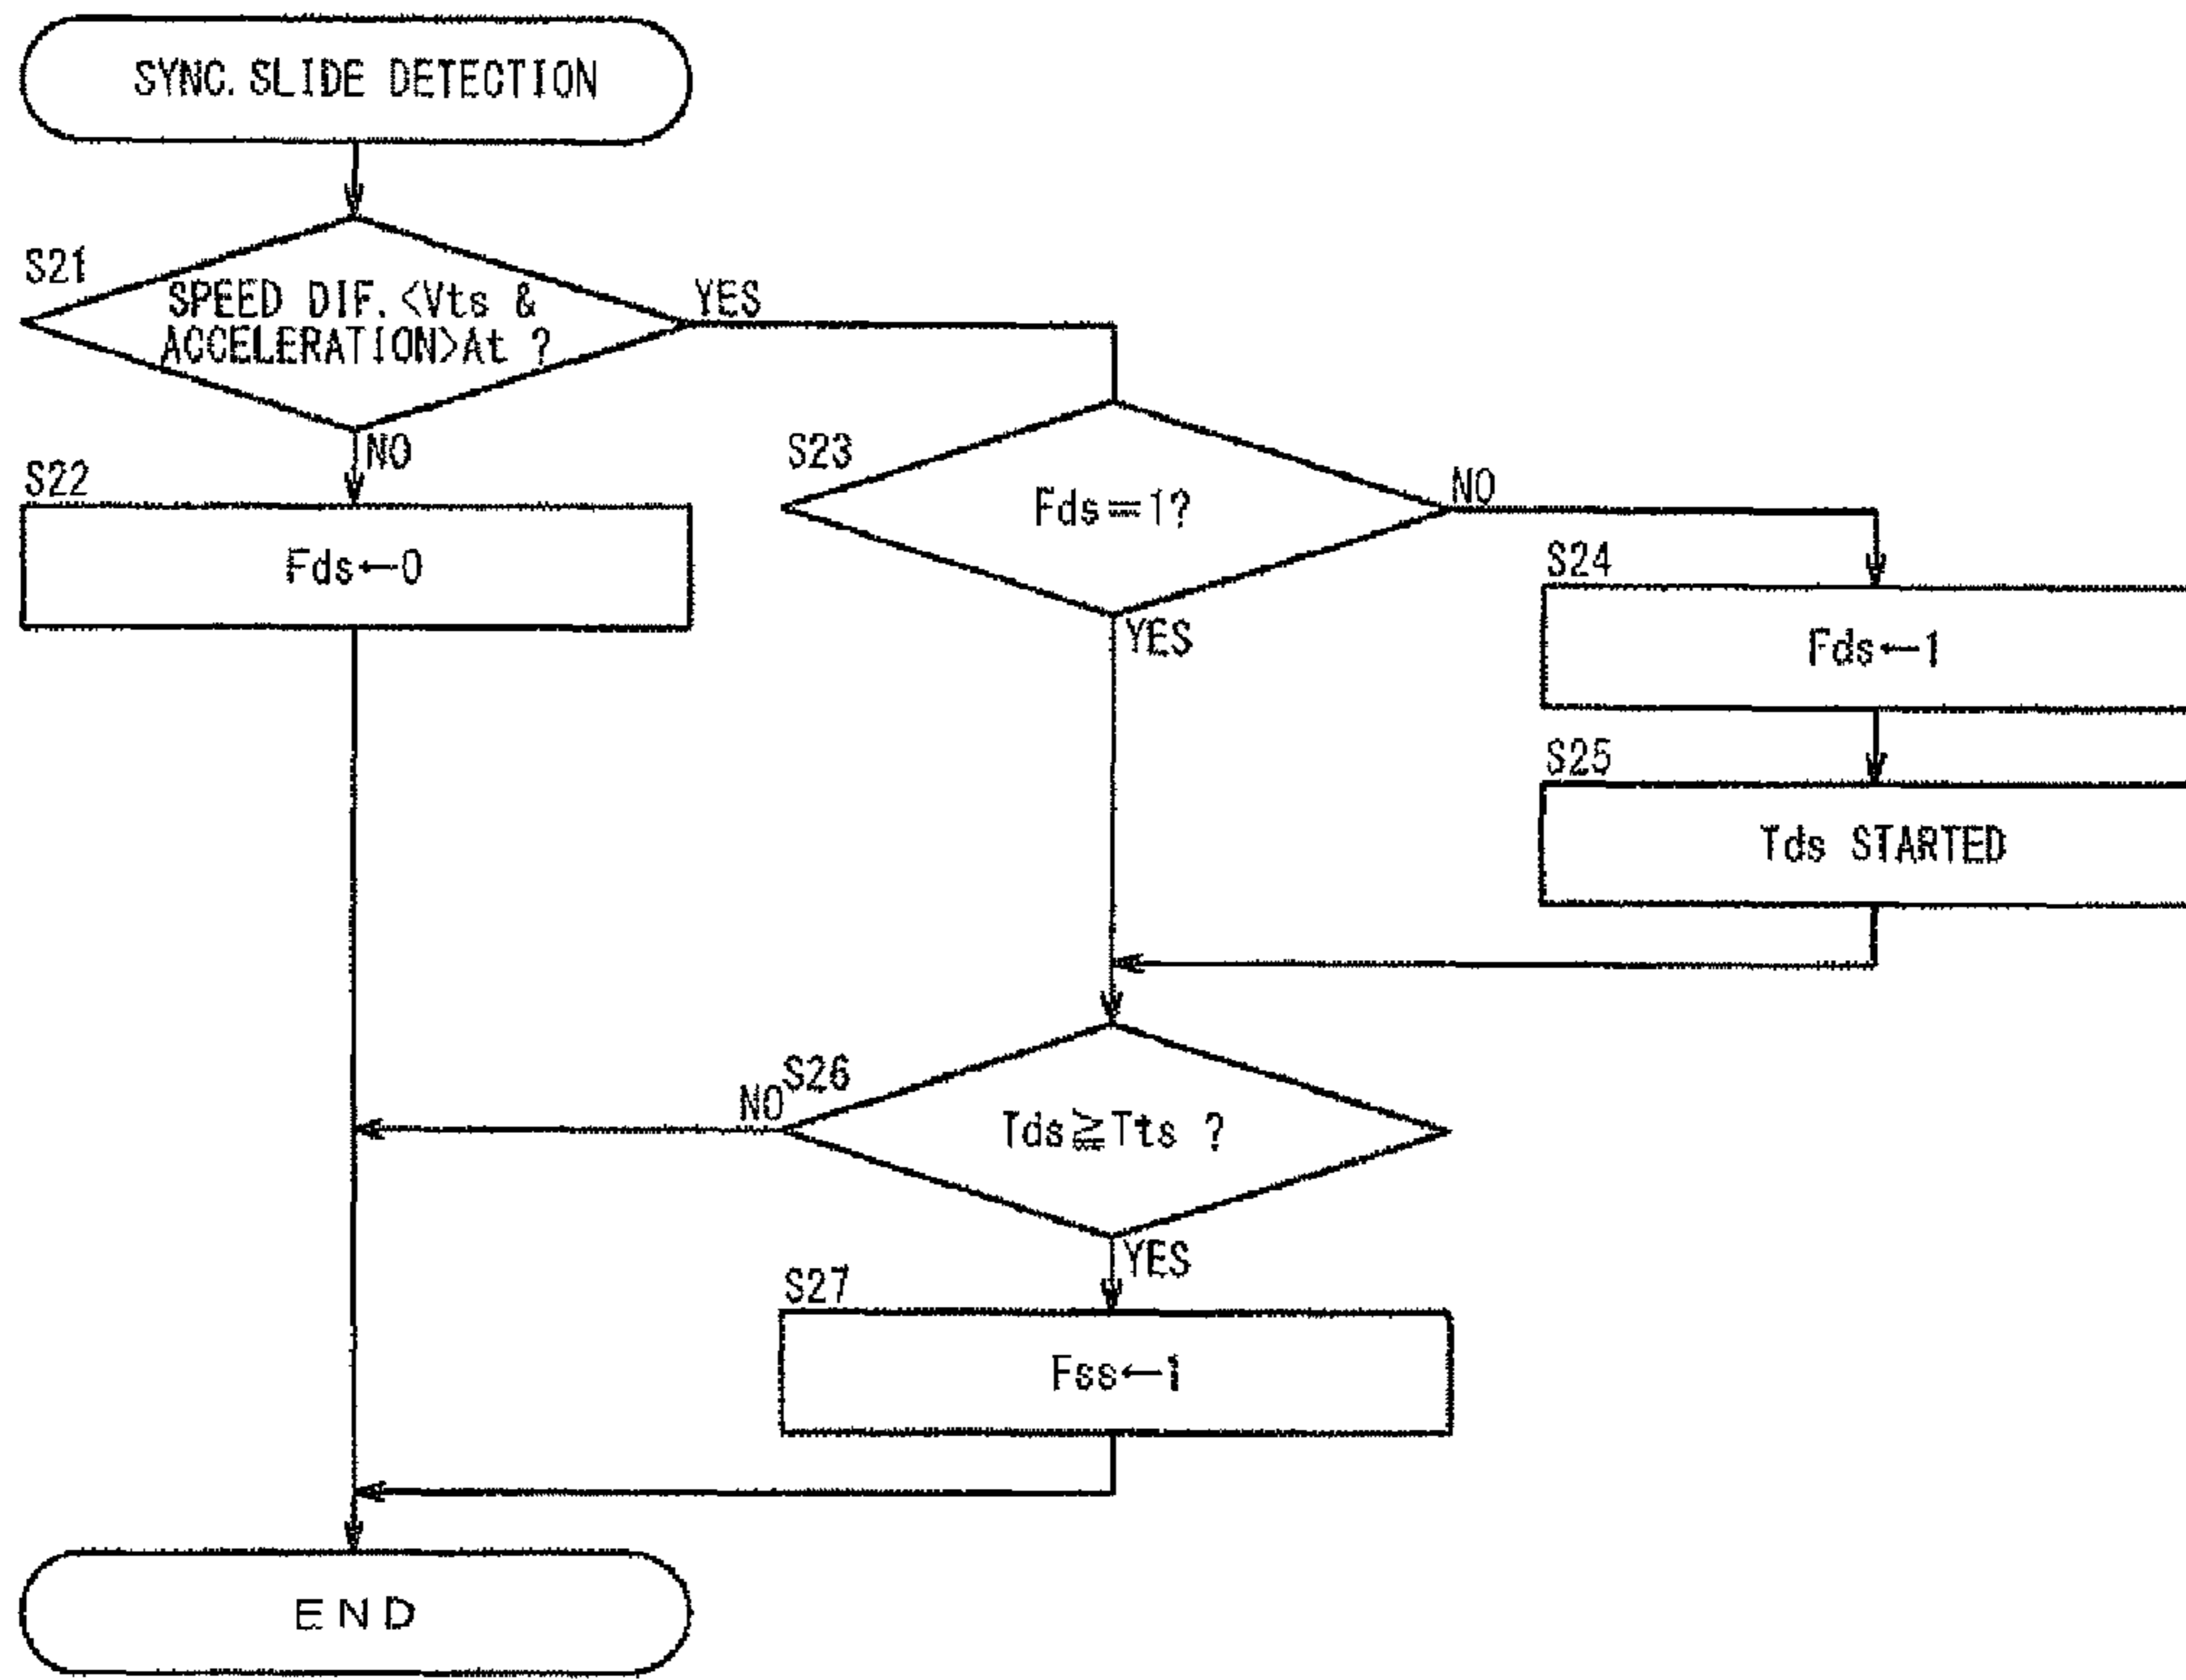 SYNC. SLIDE DETECTION
S21
SPEED DIF.<Vts &
ACCELERATION>At ?
YES
NO
S22
Fds←0
S23
Fds=1?
NO
YES
S24
Fds←1
S25
Tds STARTED
S26
NO
Tds≧Tts ?
YES
S27
Fss←1
END